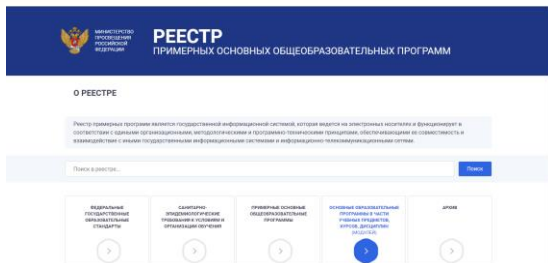 МИНИСТЕРСТВО
ПРОСВЕЩЕНИЯ
РОССИЙСКОЙ
ФЕДЕРАЦИИ
РЕЕСТР
ПРИМЕРНЫХ ОСНОВНЫХ ОБЩЕОБРАЗОВАТЕЛЬНЫХ ПРОГРАММ
О РЕЕСТРЕ
Реестр примерных программ является государственной информационной системой, которая ведется на электронных носителях и функционирует в
соответствии с едиными организационными, методологическими и программно-техническими принципами, обеспечивающими ее совместимость и
взаимодействие с иными государственными информационными системами и информационно-телекоммуникационными сетями.
Поиск в реестре...
Поиск
ФЕДЕРАЛЬНЫЕ
ГОСУДАРСТВЕННЫЕ
ОБРАЗОВАТЕЛЬНЫЕ
СТАНДАРТЫ
САНИТАРНО-
ЭПИДЕМИОЛОГИЧЕСКИЕ
ТРЕБОВАНИЯ К УСЛОВИЯМ И
ОРГАНИЗАЦИИ ОБУЧЕНИЯ
ПРИМЕРНЫЕ ОСНОВНЫЕ
ОБЩЕОБРАЗОВАТЕЛЬНЫЕ
ПРОГРАММЫ
ОСНОВНЫЕ ОБРАЗОВАТЕЛЬНЫЕ
ПРОГРАММЫ В ЧАСТИ
УЧЕБНЫХ ПРЕДМЕТОВ,
КУРСОВ, ДИСЦИПЛИН
(МОДУЛЕЙ)
АРХИВ